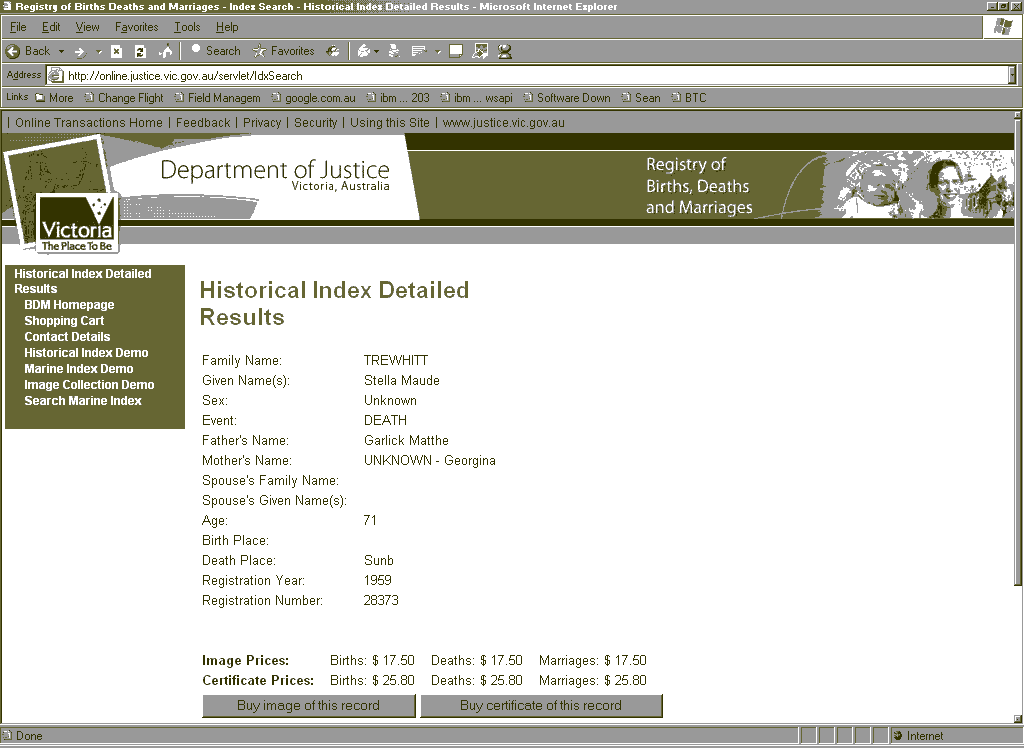 Registry of Births Deaths and Marriages - Index Search - Historical Index Detailed Results - Microsoft Internet Explorer
File Edit View Favorites Tools Help
Back Search Favorites
Address http://online.justice.vic.gov.au/servlet/IdxSearch
Links More Change Flight Field Managem google.com.au ibm ... 203 ibm ... wsapi Software Down Sean BTC
| Online Transactions Home | Feedback | Privacy | Security | Using this Site | www.justice.vic.gov.au
Department of Justice
Victoria, Australia
Registry of
Births, Deaths
and Marriages
Victoria
The Place To Be
Historical Index Detailed
Results
BDM Homepage
Shopping Cart
Contact Details
Historical Index Demo
Marine Index Demo
Image Collection Demo
Search Marine Index
Historical Index Detailed
Results
Family Name: TREWHITT
Given Name(s): Stella Maude
Sex: Unknown
Event: DEATH
Father's Name: Garlick Matthe
Mother's Name: UNKNOWN - Georgina
Spouse's Family Name:
Spouse's Given Name(s):
Age: 71
Birth Place:
Death Place: Sunb
Registration Year: 1959
Registration Number: 28373
Image Prices: Births: $ 17.50 Deaths: $ 17.50 Marriages: $ 17.50
Certificate Prices: Births: $ 25.80 Deaths: $ 25.80 Marriages: $ 25.80
Buy image of this record Buy certificate of this record
Done Internet